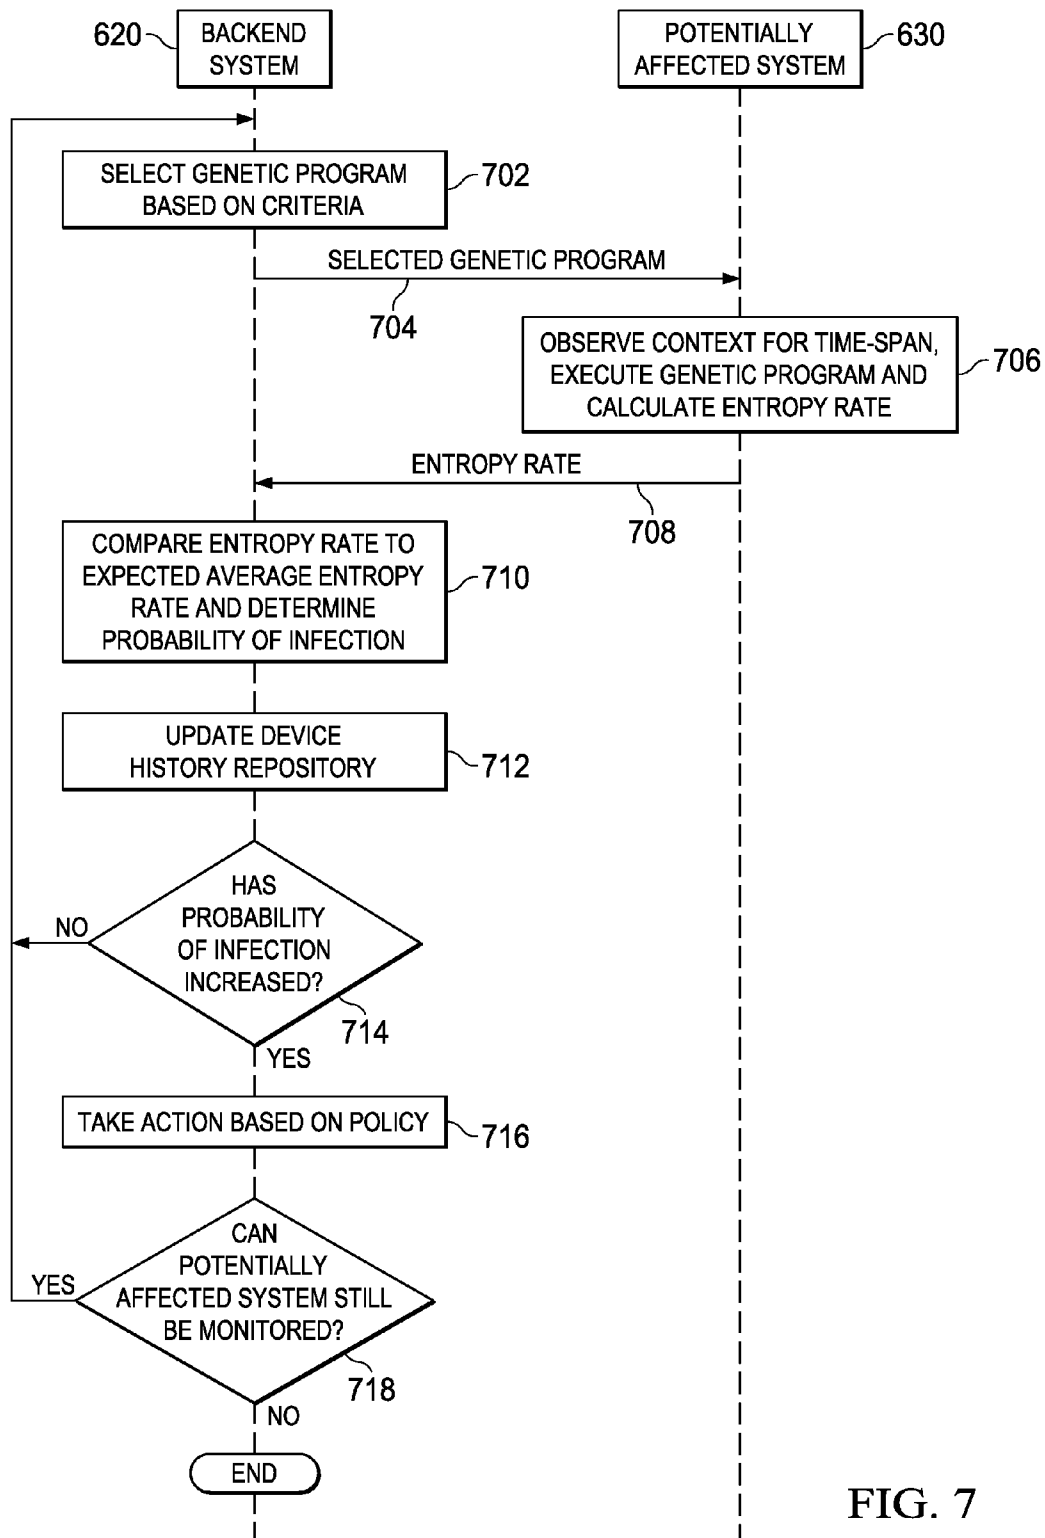 620
BACKEND
SYSTEM
POTENTIALLY
AFFECTED SYSTEM
630
SELECT GENETIC PROGRAM
BASED ON CRITERIA
702
SELECTED GENETIC PROGRAM
704
OBSERVE CONTEXT FOR TIME-SPAN,
EXECUTE GENETIC PROGRAM AND
CALCULATE ENTROPY RATE
706
ENTROPY RATE
708
COMPARE ENTROPY RATE TO
EXPECTED AVERAGE ENTROPY
RATE AND DETERMINE
PROBABILITY OF INFECTION
710
UPDATE DEVICE
HISTORY REPOSITORY
712
HAS
PROBABILITY
OF INFECTION
INCREASED?
NO
714
YES
TAKE ACTION BASED ON POLICY
716
CAN
POTENTIALLY
AFFECTED SYSTEM STILL
BE MONITORED?
YES
718
NO
END
FIG. 7